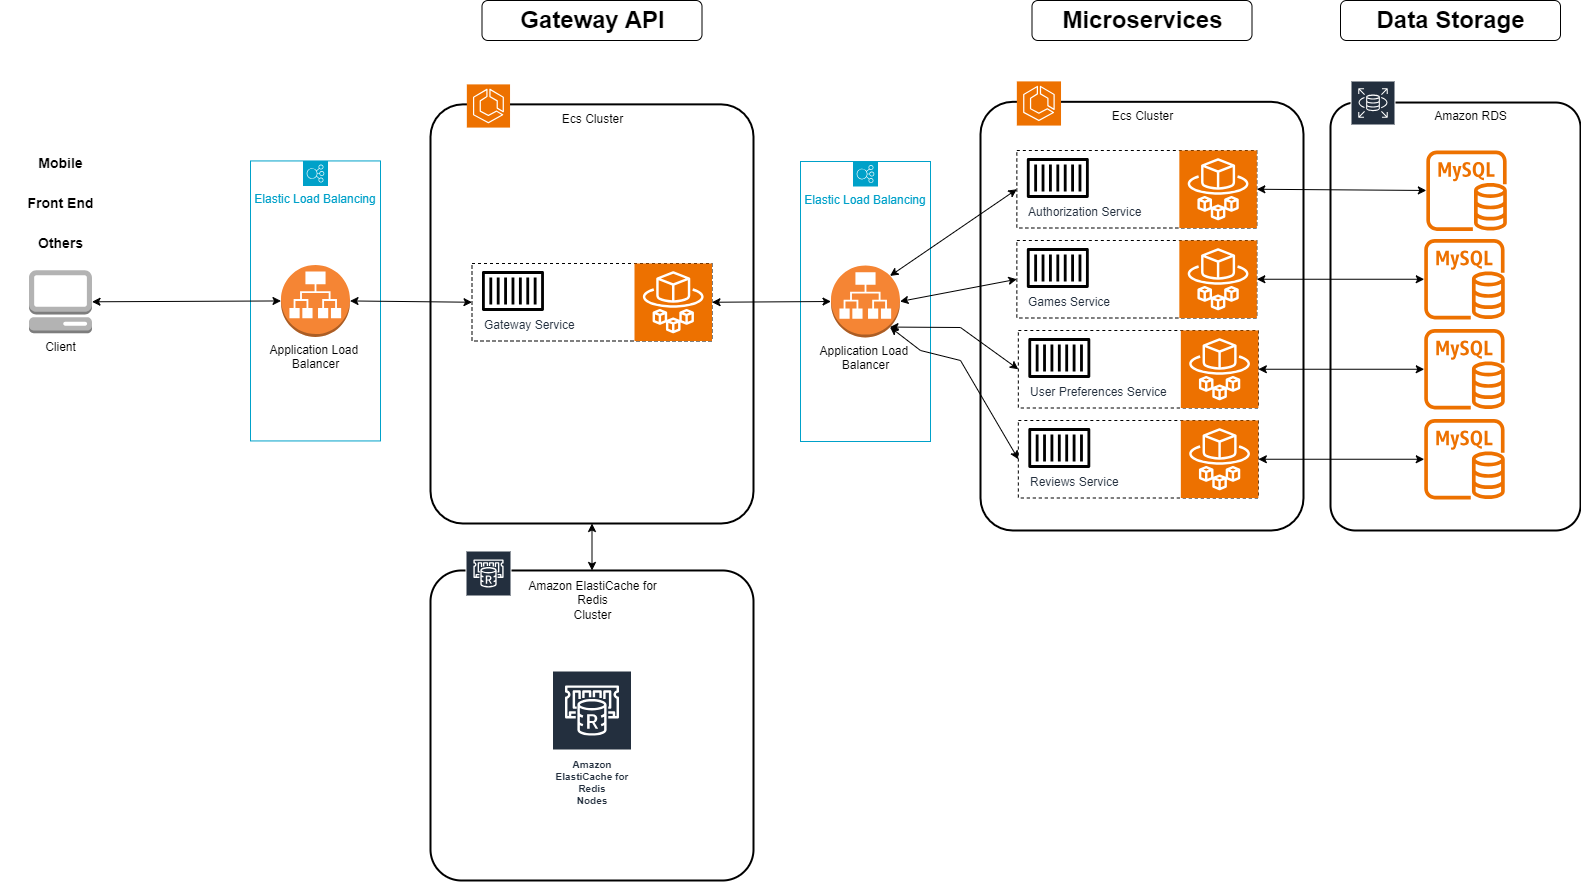 Gateway API
Microservices
Data Storage
Ecs Cluster
Ecs Cluster
Amazon RDS
Mobile
Front End
Others
Client
Elastic Load Balancing
Application Load
Balancer
Gateway Service
Elastic Load Balancing
Application Load
Balancer
Authorization Service
Games Service
User Preferences Service
Reviews Service
MySQL
MySQL
MySQL
MySQL
R
Amazon ElastiCache for
Redis
Cluster
R
Amazon
ElastiCache for
Redis
Nodes